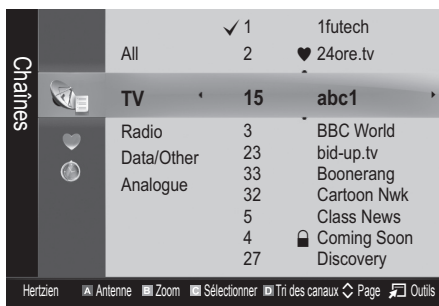 Chaînes
✓ 1 1futech
All 2 ♥ 24ore.tv
TV 15 abc1
Radio 3 BBC World
Data/Other 23 bid-up.tv
Analogue 33 Boonerang
32 Cartoon Nwk
5 Class News
4 Coming Soon
27 Discovery
Hertzien A Antenne B Zoom C Sélectionner D Tri des canaux Page Outils